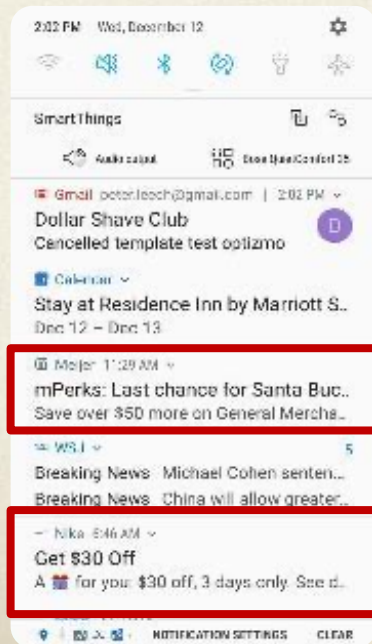 2:02 PM Wed, December 12
SmartThings
Audio output Bose QuietComfort 35
Gmail peter.leech@gmail.com | 2:02 PM
Dollar Shave Club
D
Cancelled template test optizmo
Calendar
Stay at Residence Inn by Marriott S..
Dec 12 – Dec 13
Meijer 11:29 AM
mPerks: Last chance for Santa Buc..
Save over $50 more on General Mercha..
WSJ 5
Breaking News Michael Cohen senten...
Breaking News China will allow greater...
Nike 6:46 AM
Get $30 Off
A 🎁 for you: $30 off, 3 days only. See d..
NOTIFICATION SETTINGS CLEAR